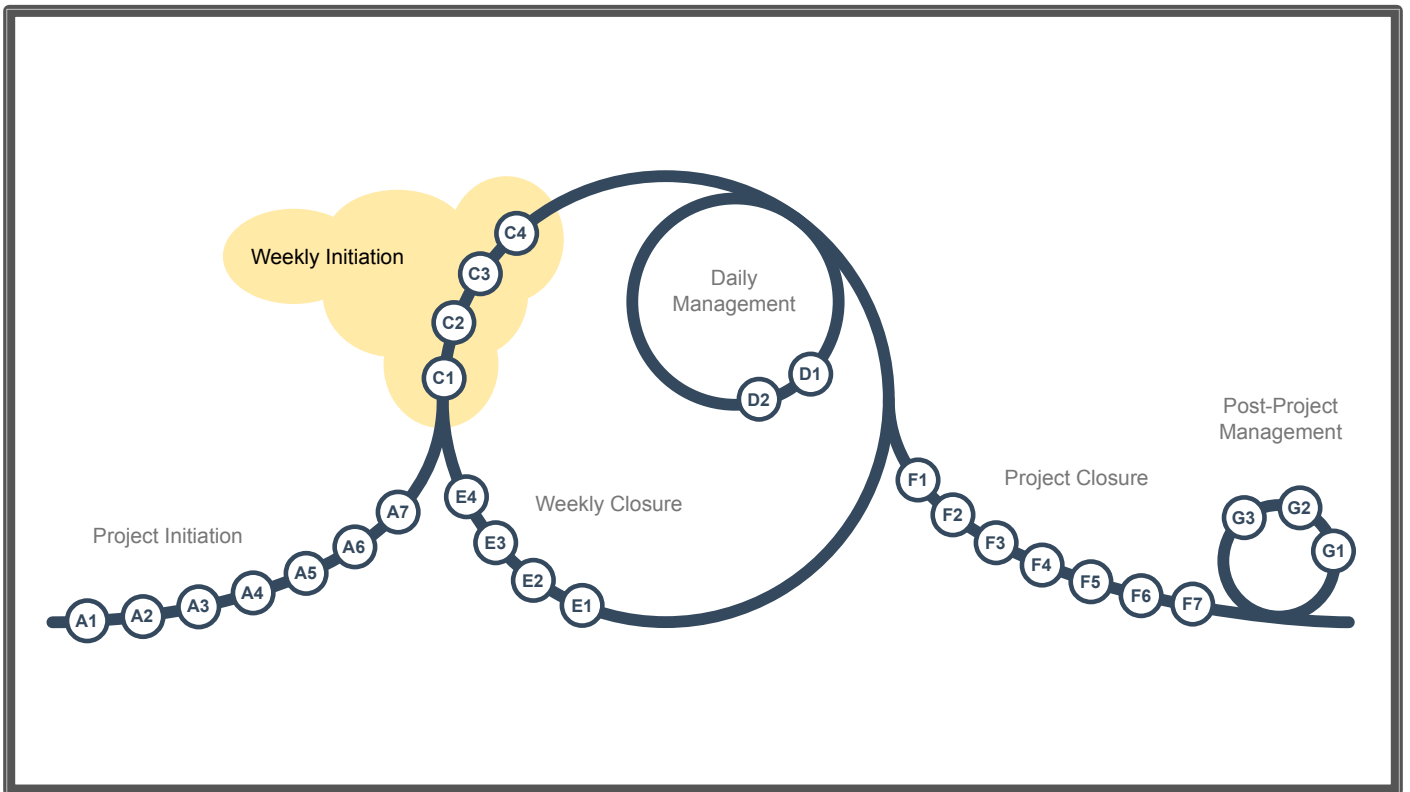 Weekly Initiation
C4
C3
C2
C1
Daily
Management
D1
D2
Post-Project
Management
Project Initiation
A1
A2
A3
A4
A5
A6
A7
Weekly Closure
E4
E3
E2
E1
Project Closure
F1
F2
F3
F4
F5
F6
F7
G3
G2
G1